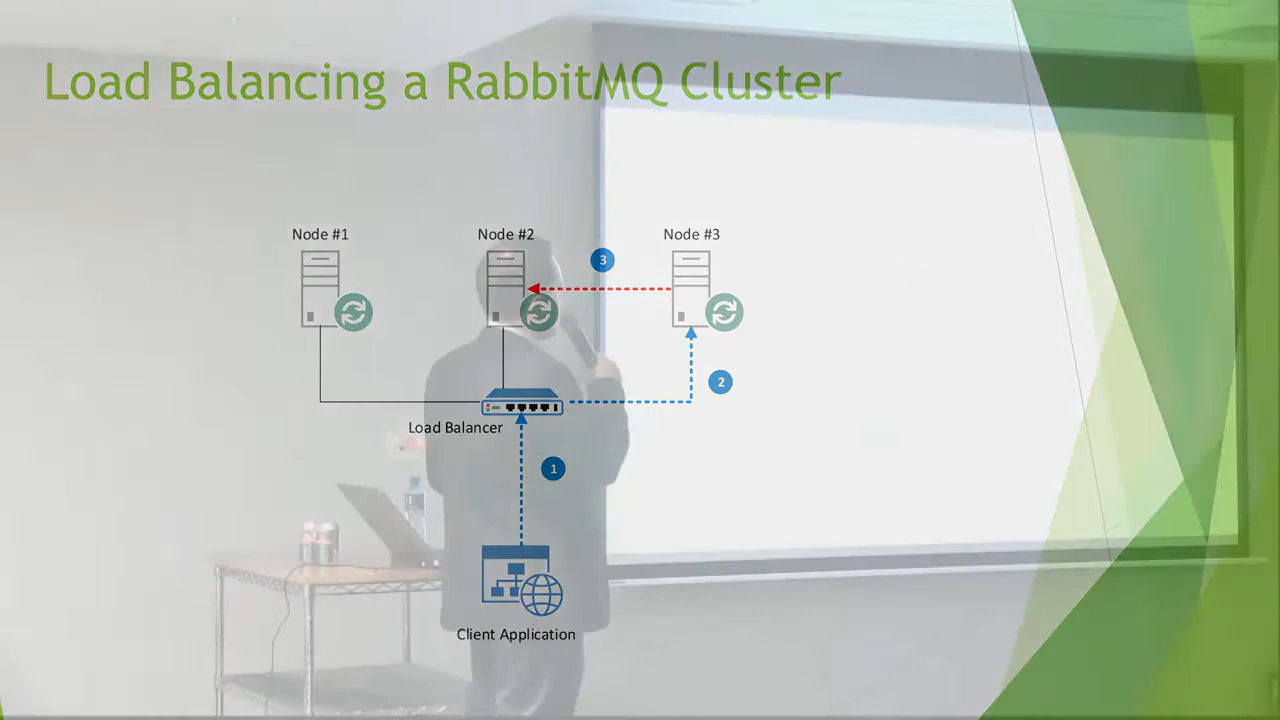 Load Balancing a RabbitMQ Cluster
Node #1
Node #2
Node #3
3
2
Load Balancer
1
Client Application